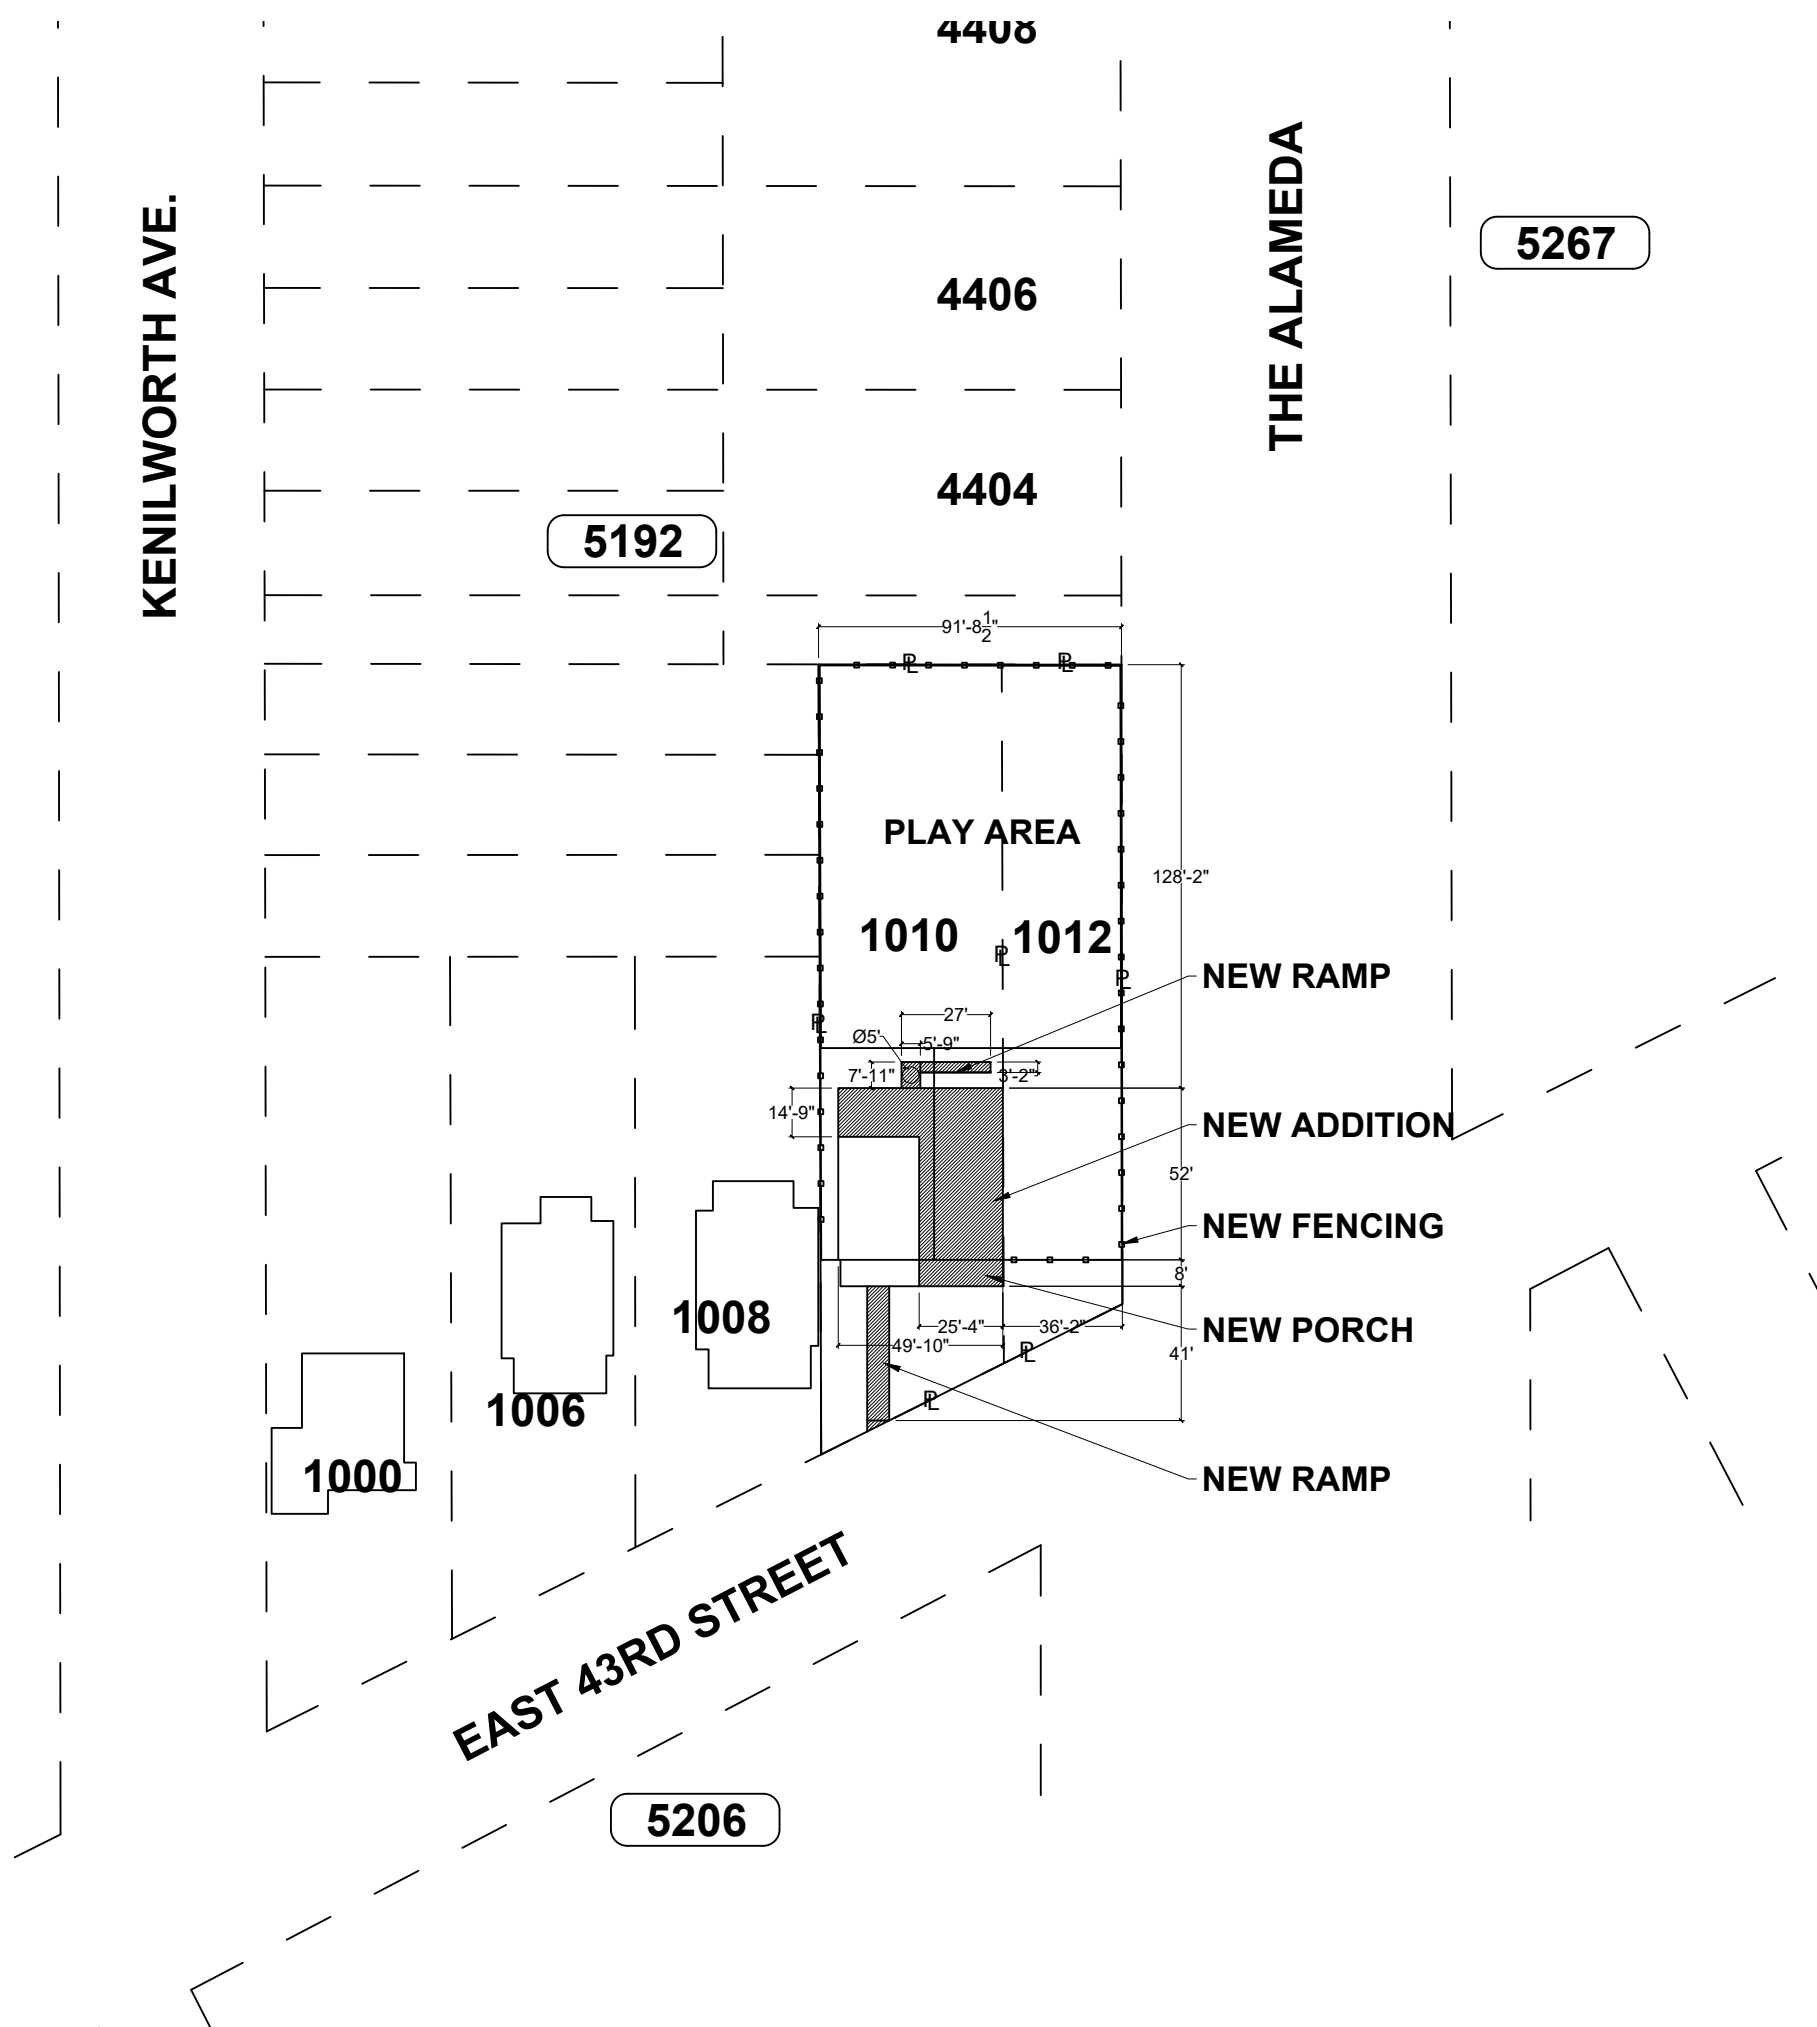 4408
KENILWORTH AVE.
THE ALAMEDA
5267
4406
4404
5192
91'-8 1/2"
PL
PL
PLAY AREA
128'-2"
1010
1012
PL
PL
NEW RAMP
PL
27'
Ø5'
5'-9"
7'-11"
3'-2"
14'-9"
NEW ADDITION
52'
NEW FENCING
8'
1008
25'-4"
36'-2"
NEW PORCH
49'-10"
PL
41'
PL
1006
1000
NEW RAMP
EAST 43RD STREET
5206